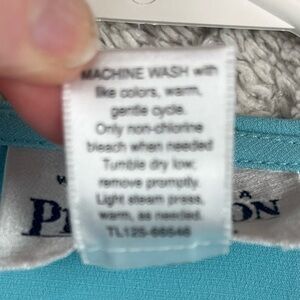 MACHINE WASH with
like colors, warm,
gentle cycle.
Only non-chlorine
bleach when needed
Tumble dry low;
remove promptly.
Light steam press,
warm, as needed.
TL125-66546